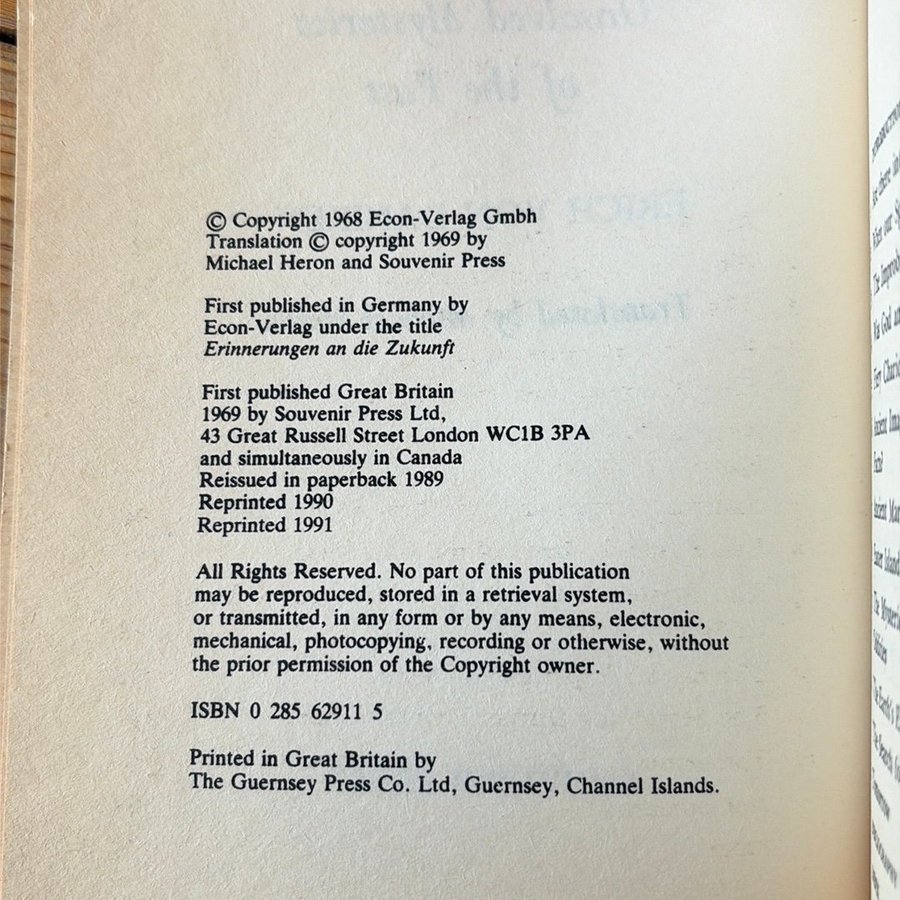 © Copyright 1968 Econ-Verlag Gmbh
Translation © copyright 1969 by
Michael Heron and Souvenir Press
First published in Germany by
Econ-Verlag under the title
Erinnerungen an die Zukunft
First published Great Britain
1969 by Souvenir Press Ltd,
43 Great Russell Street London WC1B 3PA
and simultaneously in Canada
Reissued in paperback 1989
Reprinted 1990
Reprinted 1991
All Rights Reserved. No part of this publication
may be reproduced, stored in a retrieval system,
or transmitted, in any form or by any means, electronic,
mechanical, photocopying, recording or otherwise, without
the prior permission of the Copyright owner.
ISBN 0 285 62911 5
Printed in Great Britain by
The Guernsey Press Co. Ltd, Guernsey, Channel Islands.